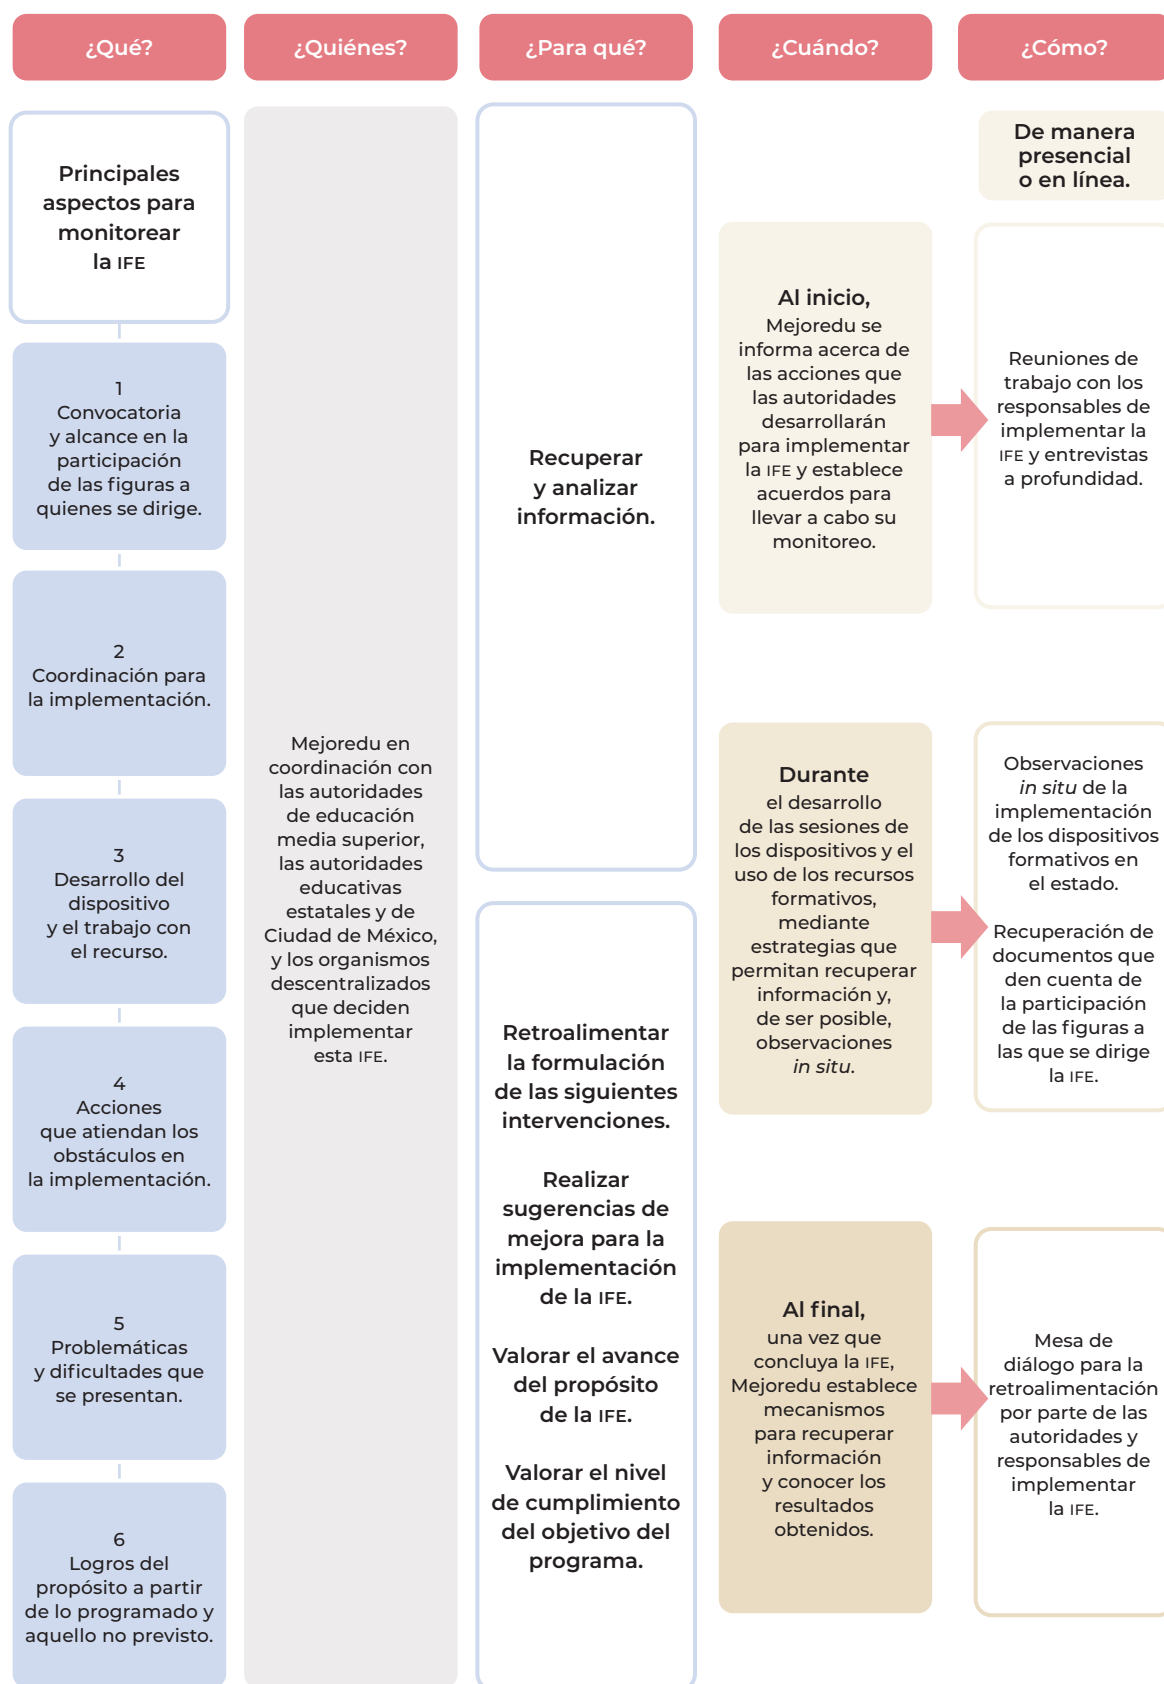 ¿Qué?
¿Quiénes?
¿Para qué?
¿Cuándo?
¿Cómo?
Principales
aspectos para
monitorear
la IFE
1
Convocatoria
y alcance en la
participación
de las figuras a
quienes se dirige.
2
Coordinación para
la implementación.
3
Desarrollo del
dispositivo
y el trabajo con
el recurso.
4
Acciones
que atiendan los
obstáculos en
la implementación.
5
Problemáticas
y dificultades que
se presentan.
6
Logros del
propósito a partir
de lo programado y
aquello no previsto.
Mejoredu en
coordinación con
las autoridades
de educación
media superior,
las autoridades
educativas
estatales y de
Ciudad de México,
y los organismos
descentralizados
que deciden
implementar
esta IFE.
Recuperar
y analizar
información.
Retroalimentar
la formulación
de las siguientes
intervenciones.
Realizar
sugerencias de
mejora para la
implementación
de la IFE.
Valorar el avance
del propósito
de la IFE.
Valorar el nivel
de cumplimiento
del objetivo del
programa.
Al inicio,
Mejoredu se
informa acerca de
las acciones que
las autoridades
desarrollarán
para implementar
la IFE y establece
acuerdos para
llevar a cabo su
monitoreo.
Durante
el desarrollo
de las sesiones de
los dispositivos y el
uso de los recursos
formativos,
mediante
estrategias que
permitan recuperar
información y,
de ser posible,
observaciones
in situ.
Al final,
una vez que
concluya la IFE,
Mejoredu establece
mecanismos
para recuperar
información
y conocer los
resultados
obtenidos.
De manera
presencial
o en línea.
Reuniones de
trabajo con los
responsables de
implementar la
IFE y entrevistas
a profundidad.
Observaciones
in situ de la
implementación
de los dispositivos
formativos en
el estado.
Recuperación de
documentos que
den cuenta de
la participación
de las figuras a
las que se dirige
la IFE.
Mesa de
diálogo para la
retroalimentación
por parte de las
autoridades y
responsables de
implementar
la IFE.